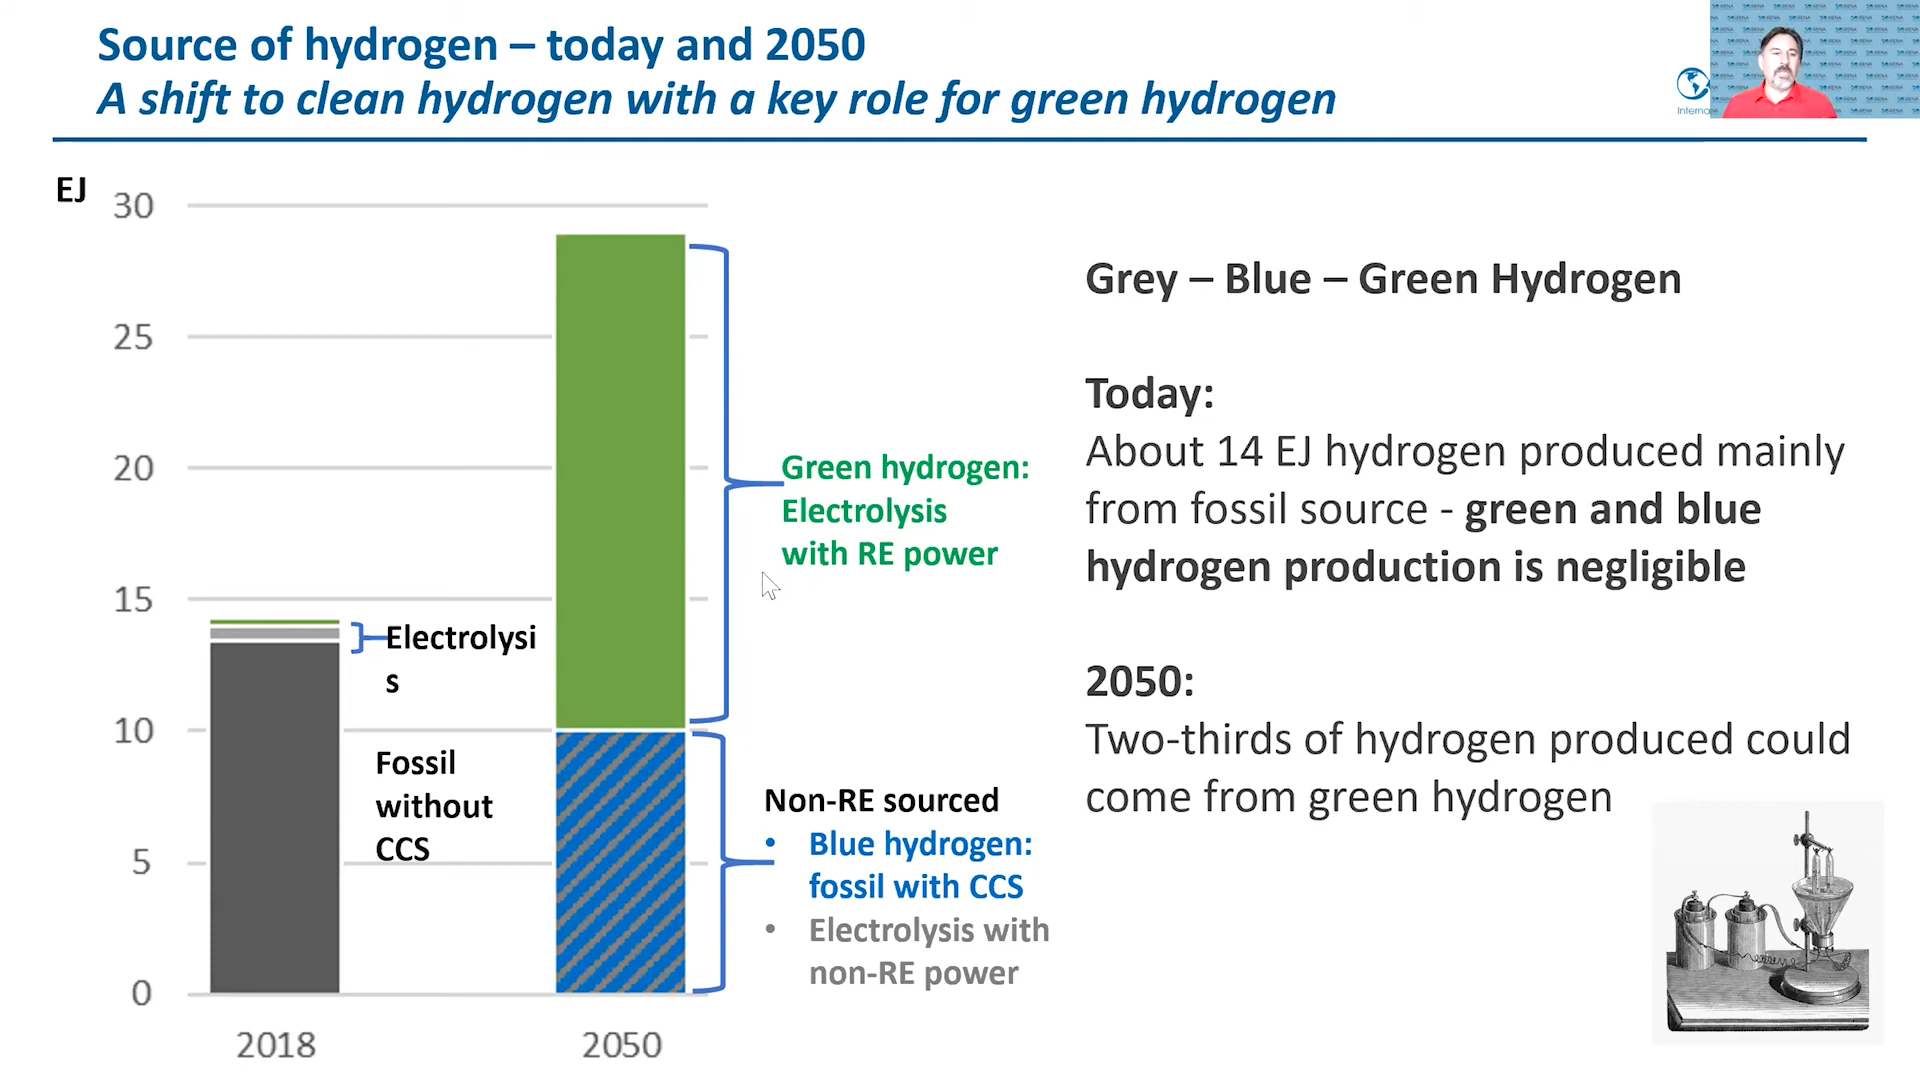 Source of hydrogen – today and 2050
A shift to clean hydrogen with a key role for green hydrogen
Interna
EJ
30
25
20
15
10
5
0
Electrolysi
s
Fossil
without
CCS
2018
2050
Green hydrogen:
Electrolysis
with RE power
Non-RE sourced
• Blue hydrogen:
fossil with CCS
• Electrolysis with
non-RE power
Grey – Blue – Green Hydrogen
Today:
About 14 EJ hydrogen produced mainly
from fossil source - green and blue
hydrogen production is negligible
2050:
Two-thirds of hydrogen produced could
come from green hydrogen